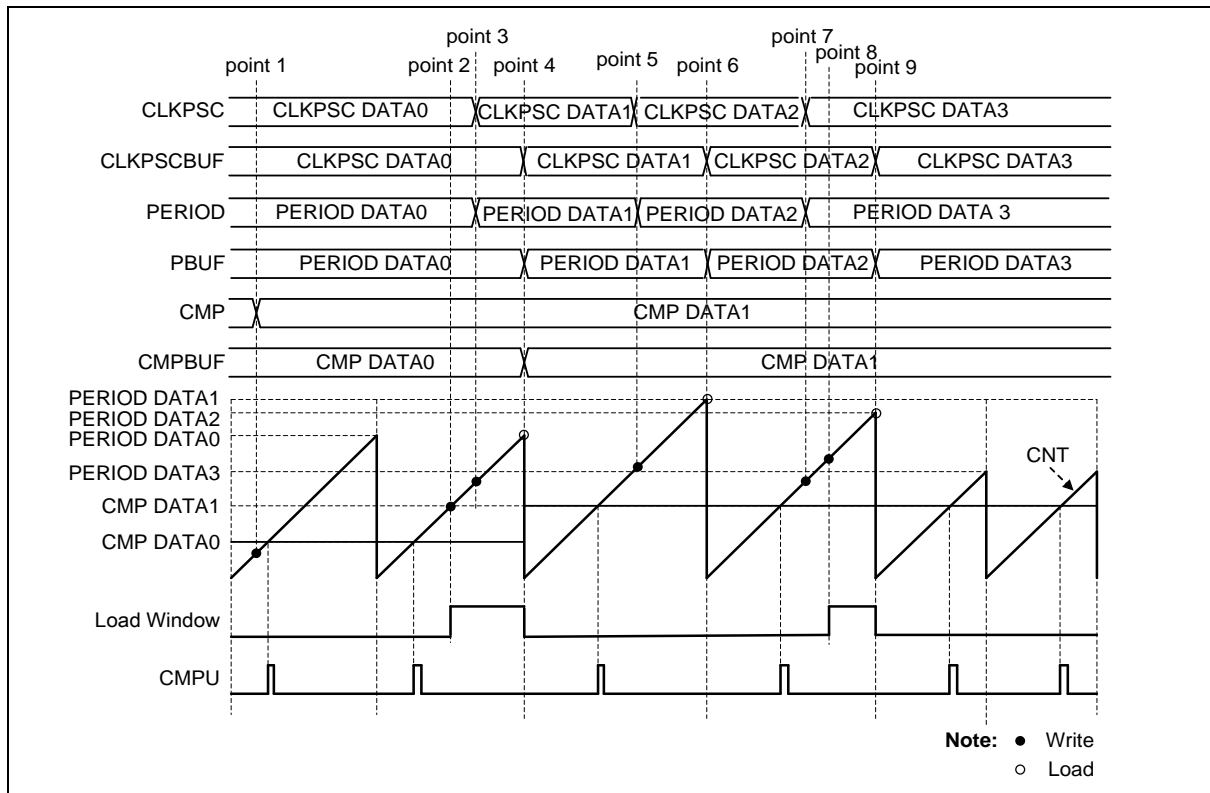 point 3 point 7
point 1 point 2 point 4 point 5 point 6 point 8 point 9
CLKPSC CLKPSC DATA0 CLKPSC DATA1 CLKPSC DATA2 CLKPSC DATA3
CLKPSCBUF CLKPSC DATA0 CLKPSC DATA1 CLKPSC DATA2 CLKPSC DATA3
PERIOD PERIOD DATA0 PERIOD DATA1 PERIOD DATA2 PERIOD DATA 3
PBUF PERIOD DATA0 PERIOD DATA1 PERIOD DATA2 PERIOD DATA3
CMP CMP DATA1
CMPBUF CMP DATA0 CMP DATA1
PERIOD DATA1
PERIOD DATA2
PERIOD DATA0
PERIOD DATA3 CNT
CMP DATA1
CMP DATA0
Load Window
CMPU
Note: Write
Load